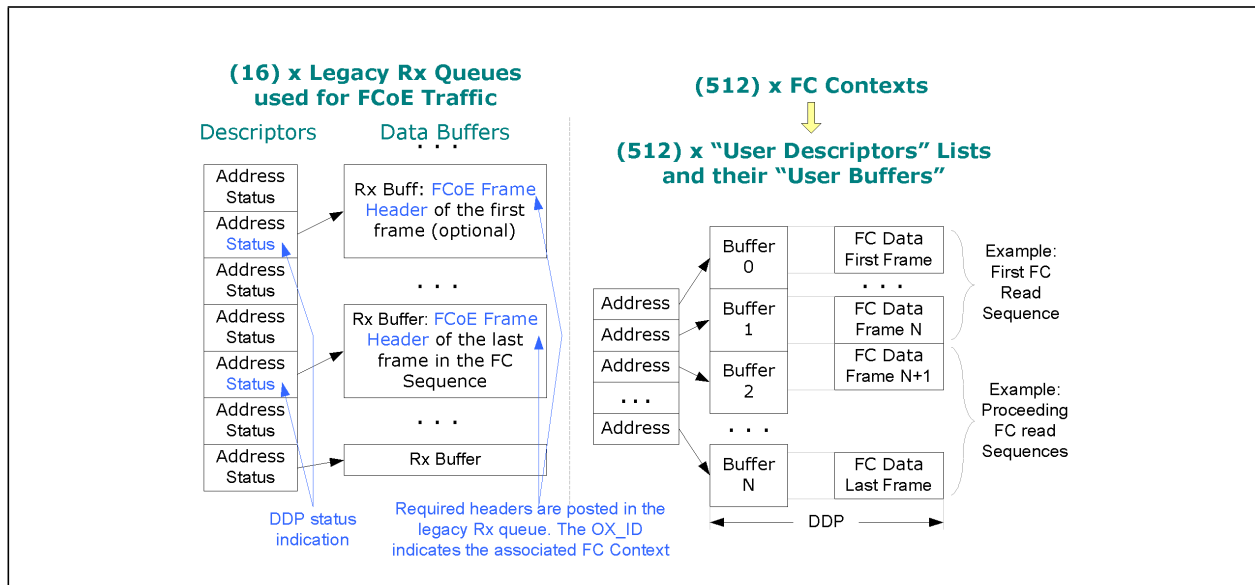 (16) x Legacy Rx Queues
used for FCoE Traffic
Descriptors
Data Buffers
. . .
Address
Status
Address
Status
Address
Status
Address
Status
Address
Status
Address
Status
Address
Status
Rx Buff: FCoE Frame
Header of the first
frame (optional)
. . .
Rx Buffer: FCoE Frame
Header of the last
frame in the FC
Sequence
. . .
Rx Buffer
DDP status
indication
Required headers are posted in the
legacy Rx queue. The OX_ID
indicates the associated FC Context
(512) x FC Contexts
(512) x “User Descriptors” Lists
and their “User Buffers”
Address
Address
Address
...
Address
Buffer
0
Buffer
1
Buffer
2
. . .
Buffer
N
FC Data
First Frame
. . .
FC Data
Frame N
FC Data
Frame N+1
FC Data
Last Frame
DDP
Example:
First FC
Read
Sequence
Example:
Proceeding
FC read
Sequences